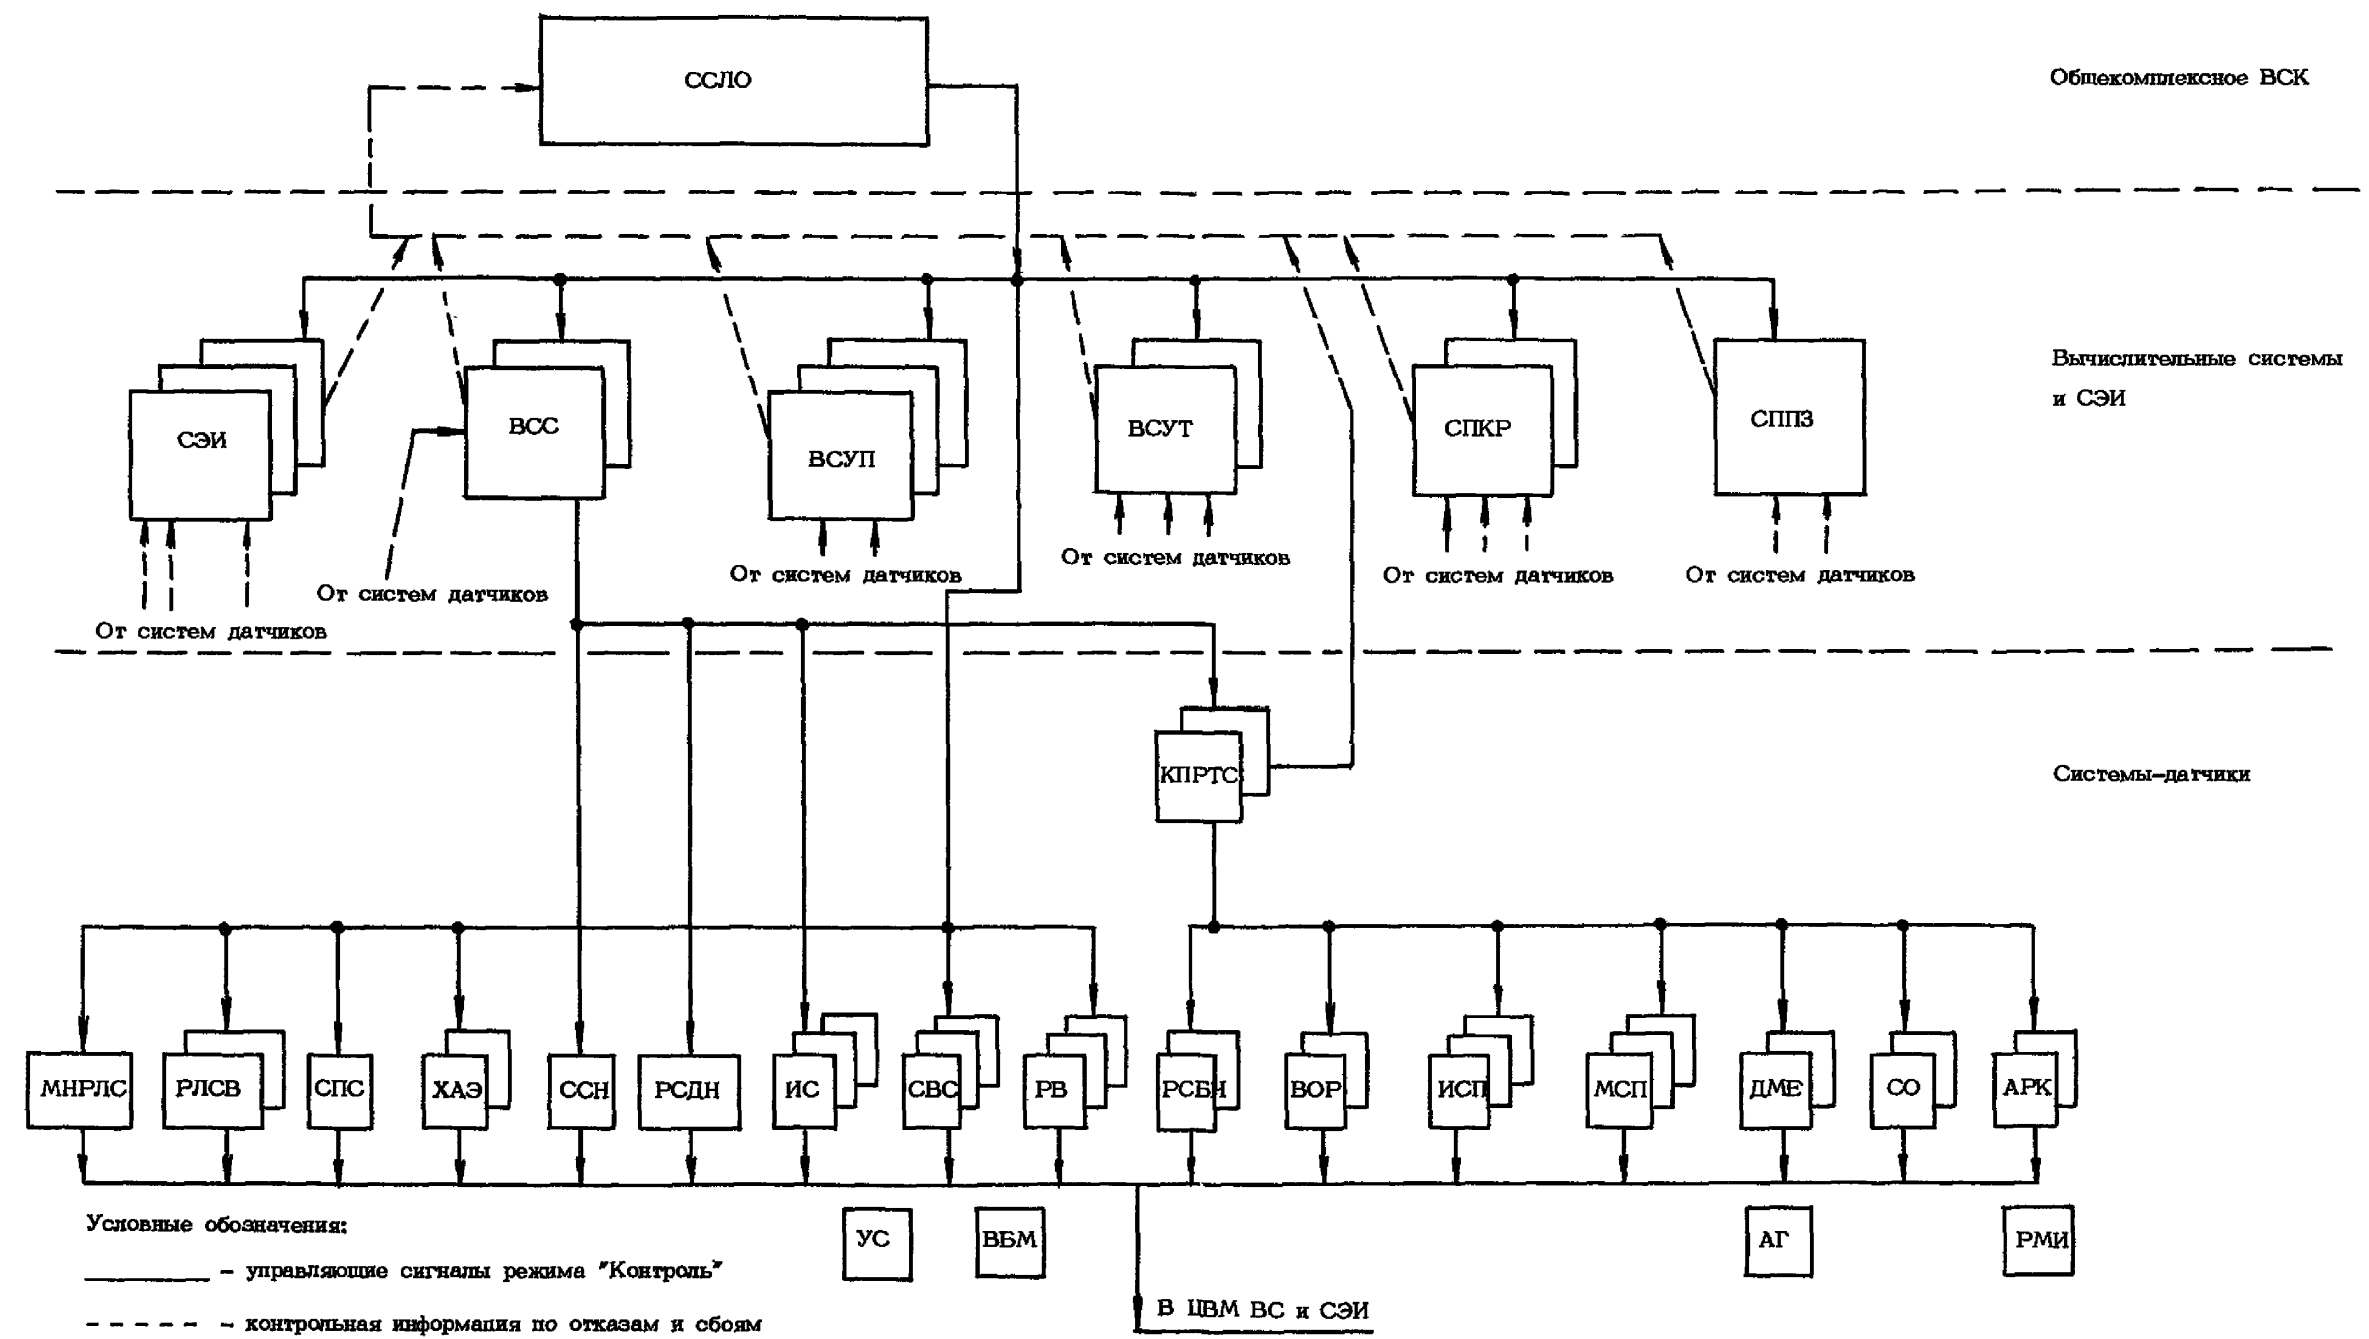 ССЛО
Общекомплексное ВСК
СЭИ
ВСС
ВСУП
ВСУТ
СПКР
СППЗ
Вычислительные системы
и СЭИ
От систем датчиков
От систем датчиков
От систем датчиков
От систем датчиков
От систем датчиков
От систем датчиков
КПРТС
Системы-датчики
МНРЛС
РЛСВ
СПС
ХАЭ
ССН
РСДН
ИС
СВС
РВ
РСБН
ВОР
ИСП
МСП
ДМЕ
СО
АРК
УС
ВБМ
АГ
РМИ
Условные обозначения:
– управляющие сигналы режима "Контроль"
– контрольная информация по отказам и сбоям
В ЦВМ ВС и СЭИ